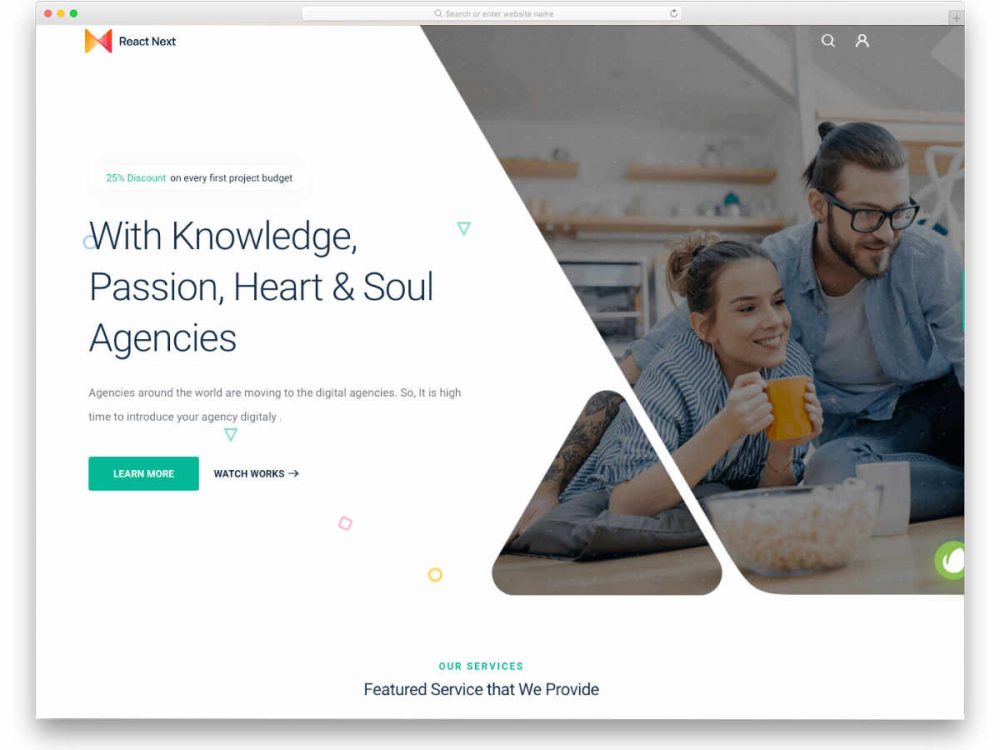 Search or enter website name
React Next
25% Discount on every first project budget
With Knowledge,
Passion, Heart & Soul
Agencies
Agencies around the world are moving to the digital agencies. So, It is high
time to introduce your agency digitaly .
LEARN MORE WATCH WORKS →
OUR SERVICES
Featured Service that We Provide